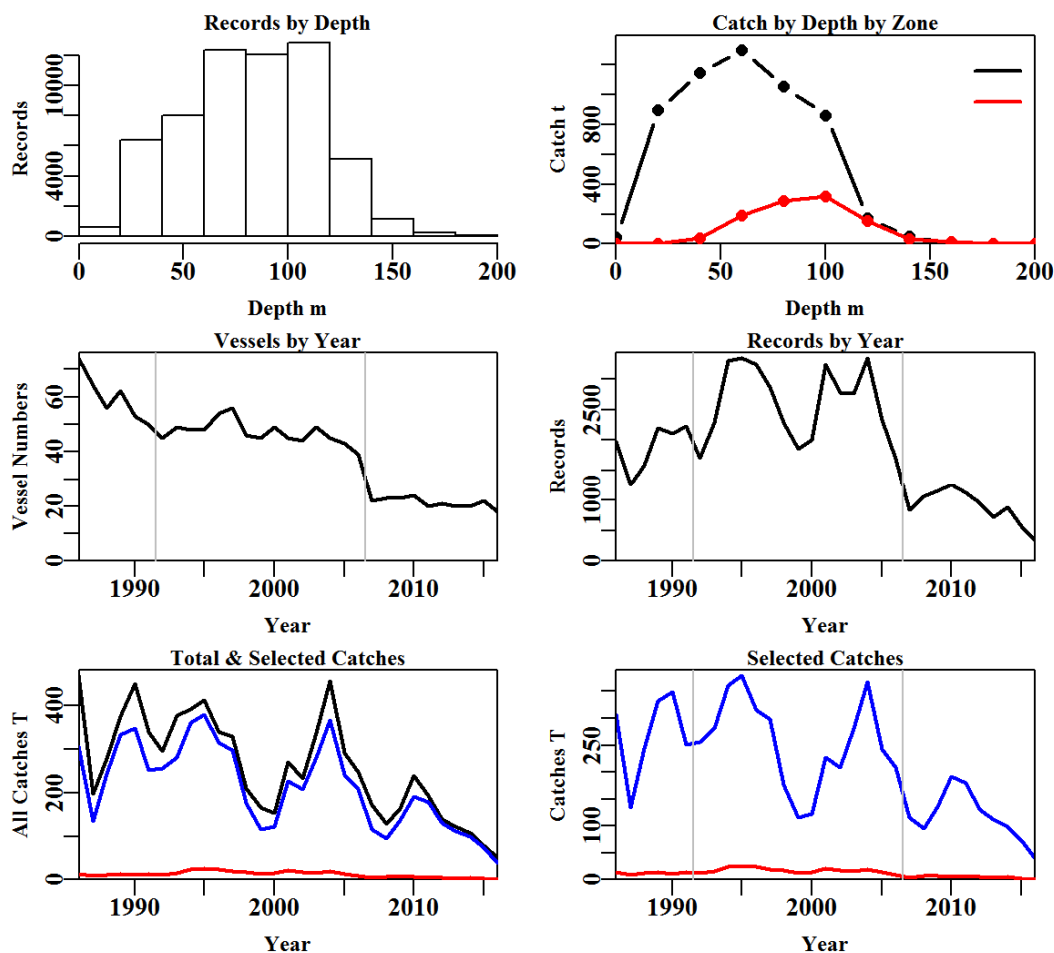 Records by Depth
Records
4000
10000
0
0
50
100
150
200
Depth m
Catch by Depth by Zone
Catch t
0
400
800
0
50
100
150
200
Depth m
Vessels by Year
Vessel Numbers
0
20
40
60
1990
2000
2010
Year
Records by Year
Records
0
1000
2500
1990
2000
2010
Year
Total & Selected Catches
All Catches T
0
200
400
1990
2000
2010
Year
Selected Catches
Catches T
0
100
250
1990
2000
2010
Year